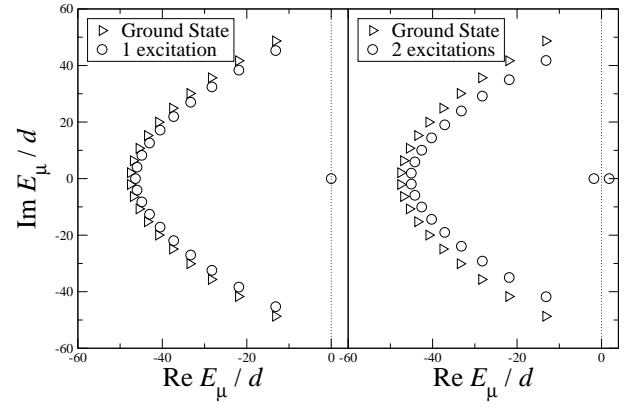 Ground State
1 excitation
Ground State
2 excitations
60
40
20
0
-20
-40
-60
Im E_μ / d
-60 -40 -20 0 -60 -40 -20 0
Re E_μ / d Re E_μ / d